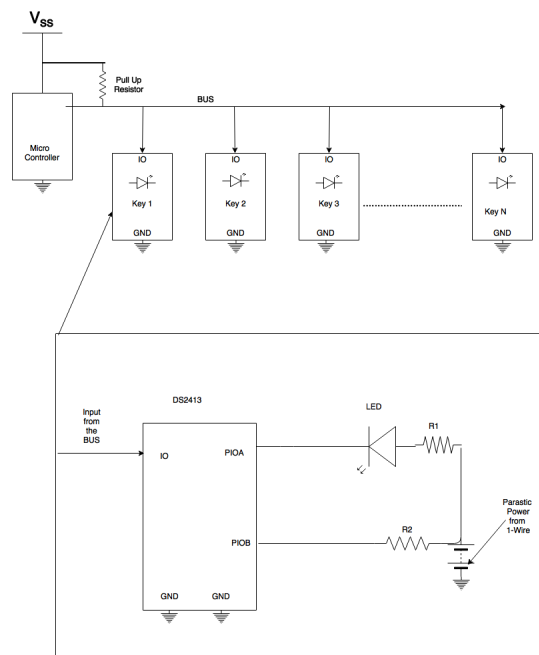 VSS
Pull Up
Resistor
BUS
Micro
Controller
IO
IO
IO
IO
Key 1
Key 2
Key 3
Key N
GND
GND
GND
GND
DS2413
LED
Input
from
the
BUS
R1
IO
PIOA
Parastic
Power
from
1-Wire
R2
PIOB
GND
GND